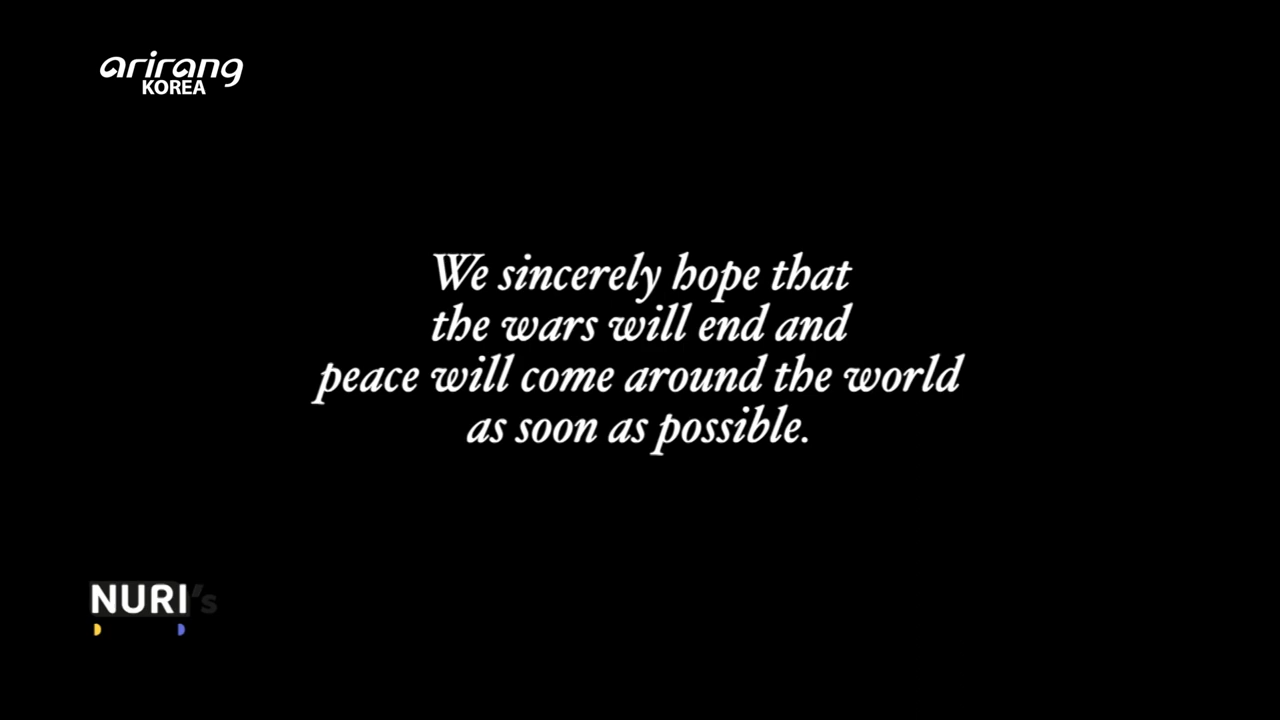 arirang
KOREA
We sincerely hope that
the wars will end and
peace will come around the world
as soon as possible.
NURI's